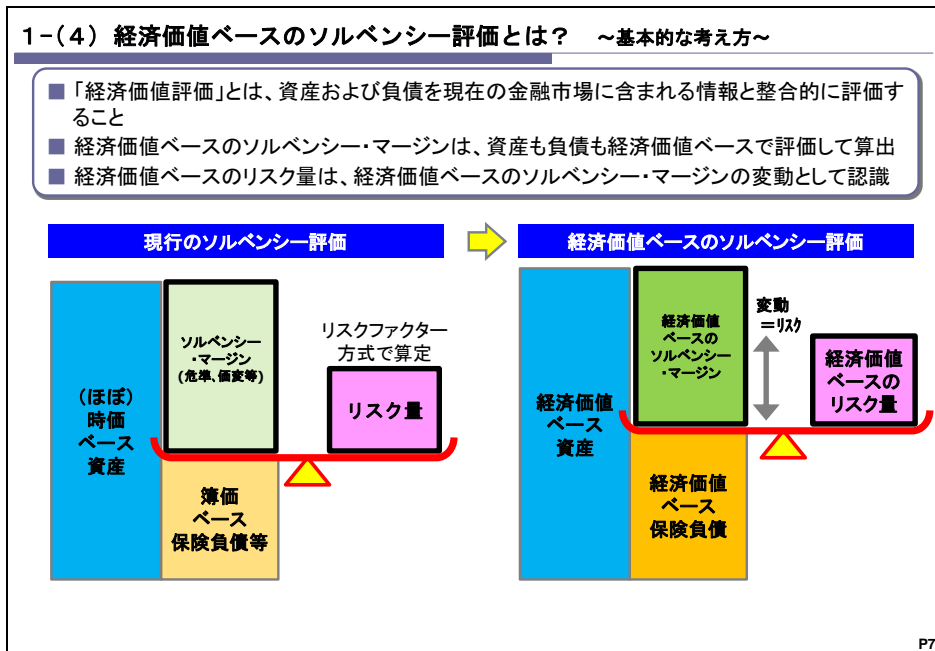 1-(4) 経済価値ベースのソルベンシー評価とは？ ～基本的な考え方～
■「経済価値評価」とは、資産および負債を現在の金融市場に含まれる情報と整合的に評価す
ること
■ 経済価値ベースのソルベンシー・マージンは、資産も負債も経済価値ベースで評価して算出
■ 経済価値ベースのリスク量は、経済価値ベースのソルベンシー・マージンの変動として認識
現行のソルベンシー評価
(ほぼ)
時価
ベース
資産
ソルベンシー
・マージン
(危準、価変等)
簿価
ベース
保険負債等
リスクファクター
方式で算定
リスク量
経済価値ベースのソルベンシー評価
経済価値
ベース
資産
経済価値
ベースの
ソルベンシー
・マージン
経済価値
ベース
保険負債
変動
＝ﾘｽｸ
経済価値
ベースの
リスク量
P7